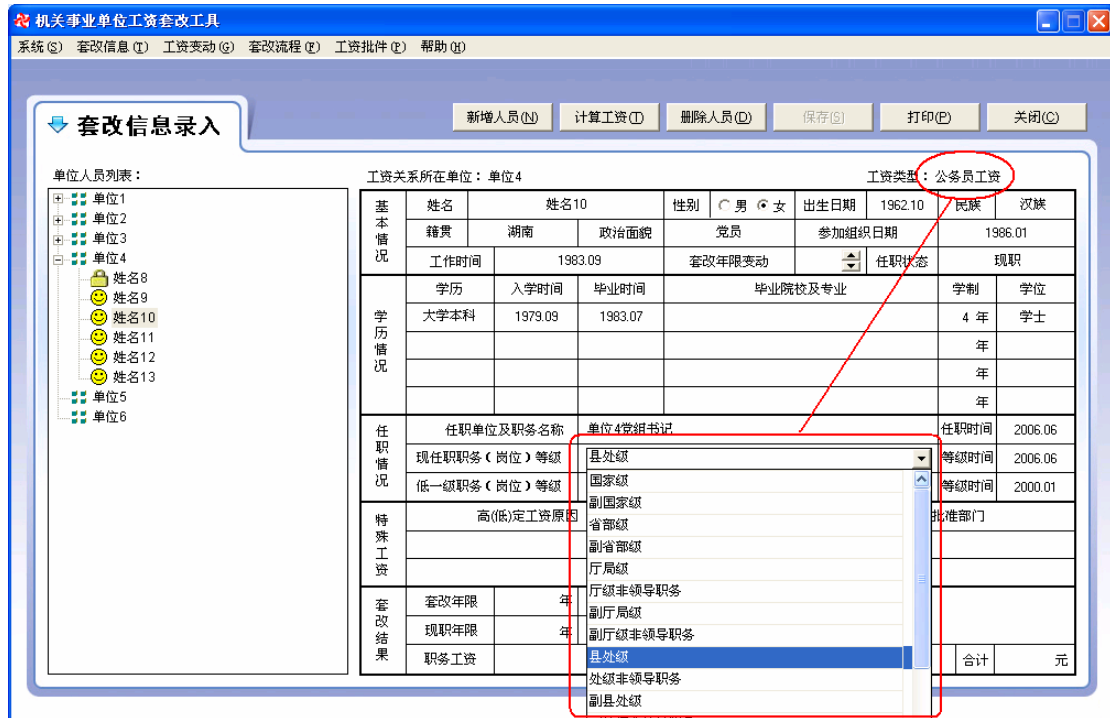 机关事业单位工资套改工具
系统(S) 套改信息(T) 工资变动(G) 套改流程(F) 工资批件(P) 帮助(H)
套改信息录入
新增人员(N) 计算工资(T) 删除人员(D) 保存(S) 打印(P) 关闭(C)
单位人员列表：
单位1
单位2
单位3
单位4
姓名8
姓名9
姓名10
姓名11
姓名12
姓名13
单位5
单位6
工资关系所在单位：单位4 工资类型：公务员工资
基本情况
姓名 姓名10 性别 男 女 出生日期 1962.10 民族 汉族
籍贯 湖南 政治面貌 党员 参加组织日期 1986.01
工作时间 1983.09 套改年限变动 任职状态 现职
学历情况
学历 入学时间 毕业时间 毕业院校及专业 学制 学位
大学本科 1979.09 1983.07 4 年 学士
年
年
年
任职情况
任职单位及职务名称 单位4党组书记 任职时间 2006.06
现任职职务(岗位)等级 县处级 等级时间 2006.06
低一级职务(岗位)等级 等级时间 2000.01
国家级
副国家级
省部级
副省部级
厅局级
厅级非领导职务
副厅局级
副厅级非领导职务
县处级
处级非领导职务
副县处级
特殊工资
高(低)定工资原因 批准部门
套改结果
套改年限 年
现职年限 年
职务工资 合计 元